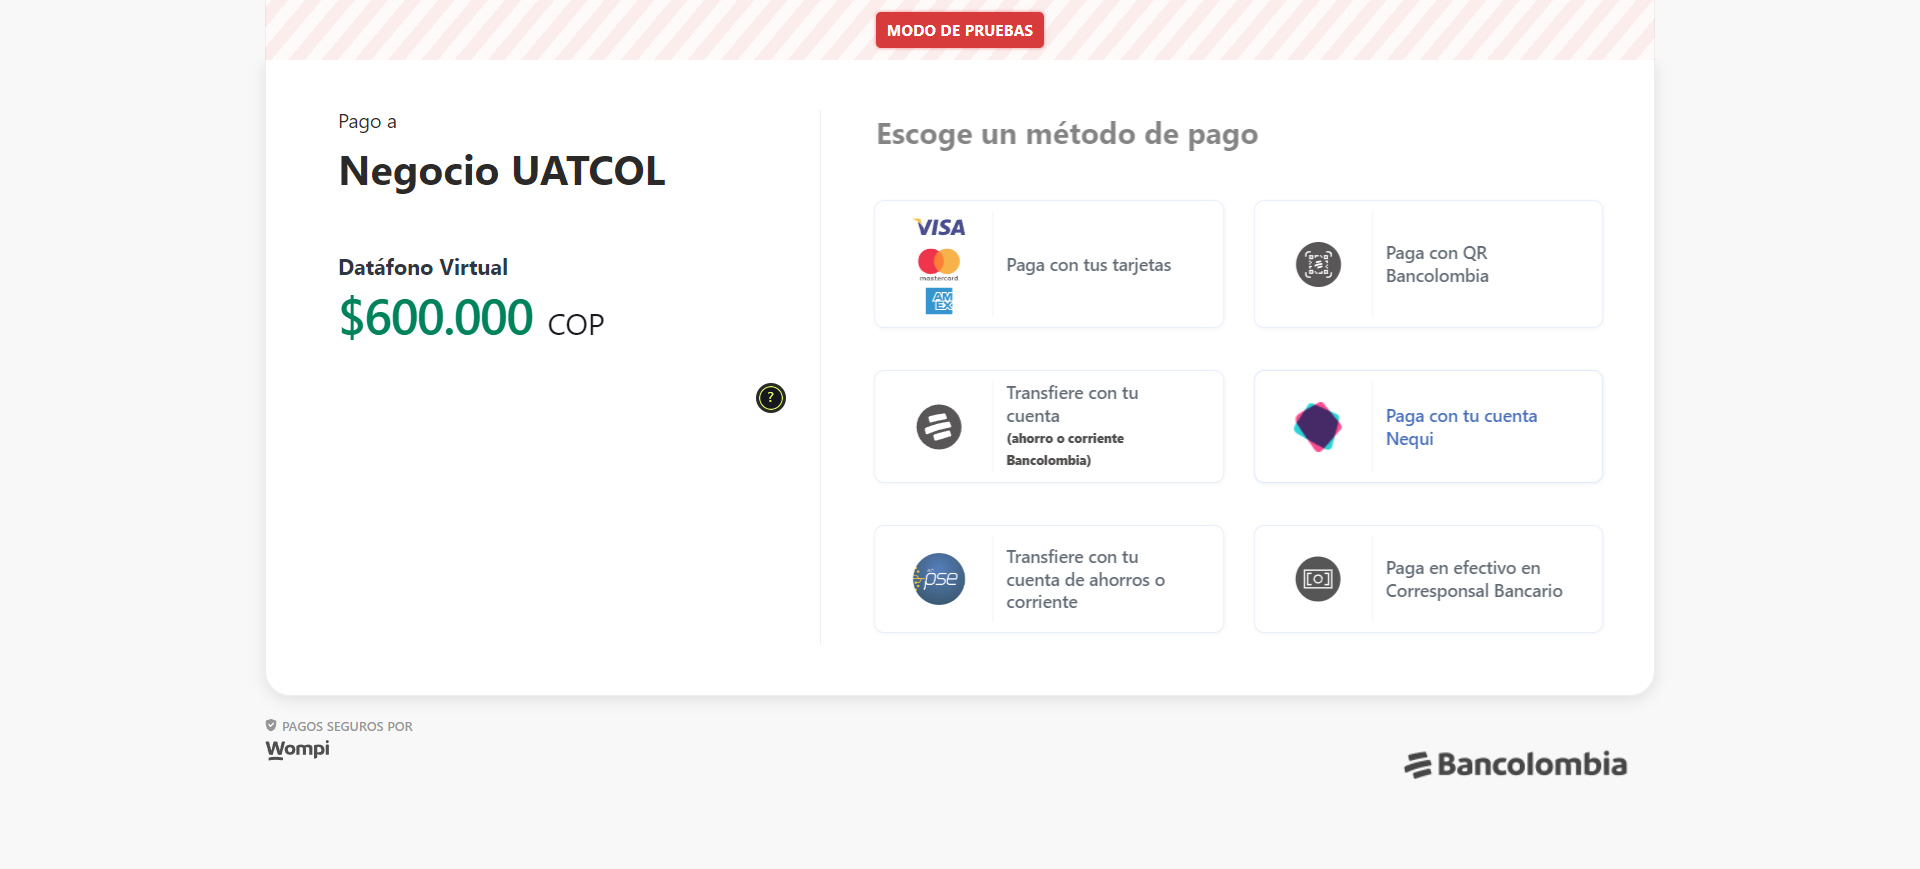 MODO DE PRUEBAS
Pago a
Negocio UATCOL
Datáfono Virtual
$600.000 COP
?
Escoge un método de pago
VISA
mastercard
AM
EX
Paga con tus tarjetas
Paga con QR
Bancolombia
Transfiere con tu
cuenta
(ahorro o corriente
Bancolombia)
Paga con tu cuenta
Nequi
pse
Transfiere con tu
cuenta de ahorros o
corriente
Paga en efectivo en
Corresponsal Bancario
PAGOS SEGUROS POR
Wompi
Bancolombia